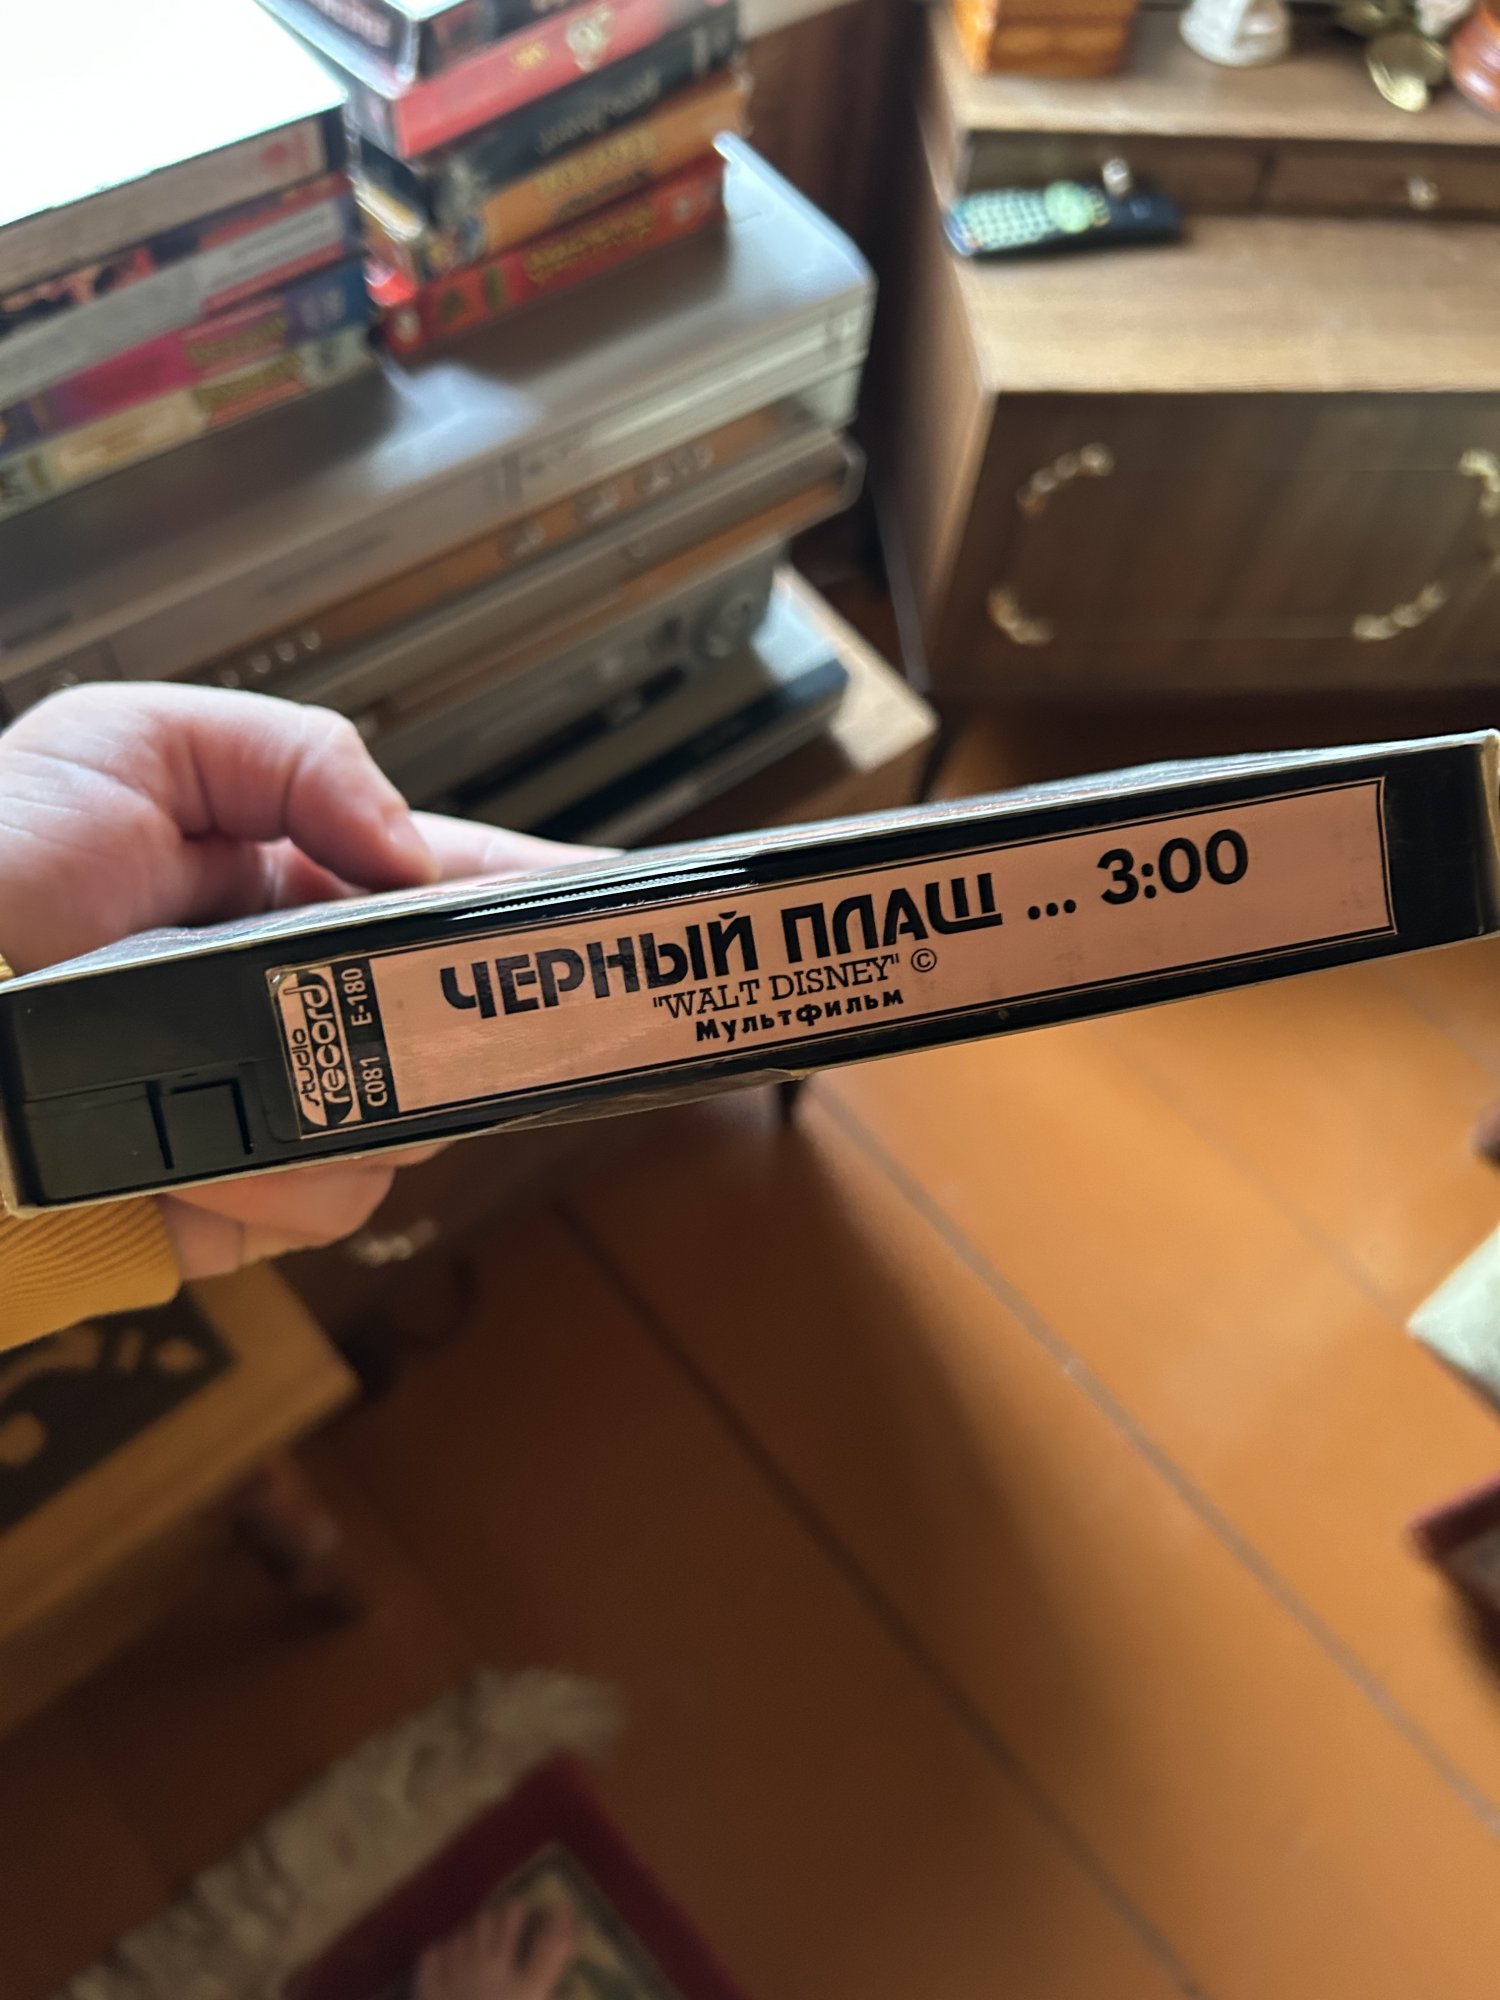 ЧЕРНЫЙ ПЛАЩ ... 3:00
"WALT DISNEY" ©
Мультфильм
studio
record
C081 E-180